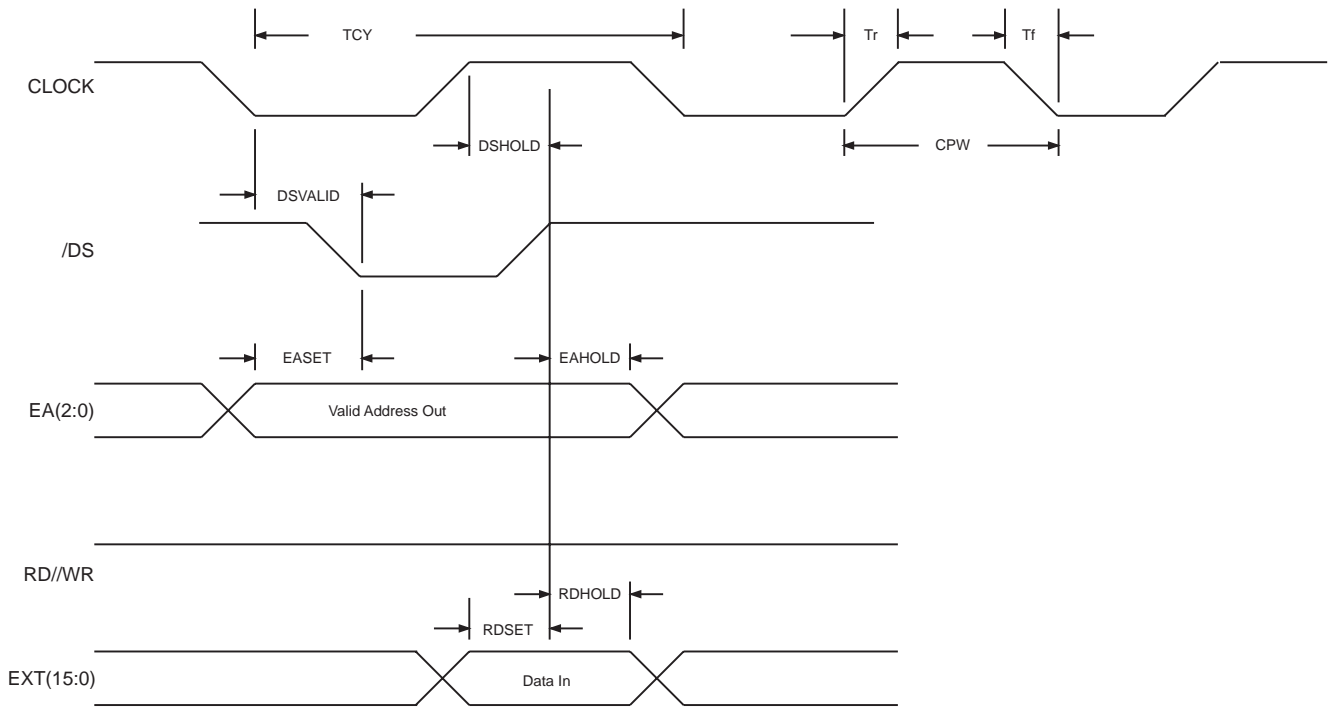 TCY
Tr
Tf
CLOCK
DSHOLD
CPW
DSVALID
/DS
EASET
EAHOLD
EA(2:0)
Valid Address Out
RD//WR
RDHOLD
RDSET
EXT(15:0)
Data In